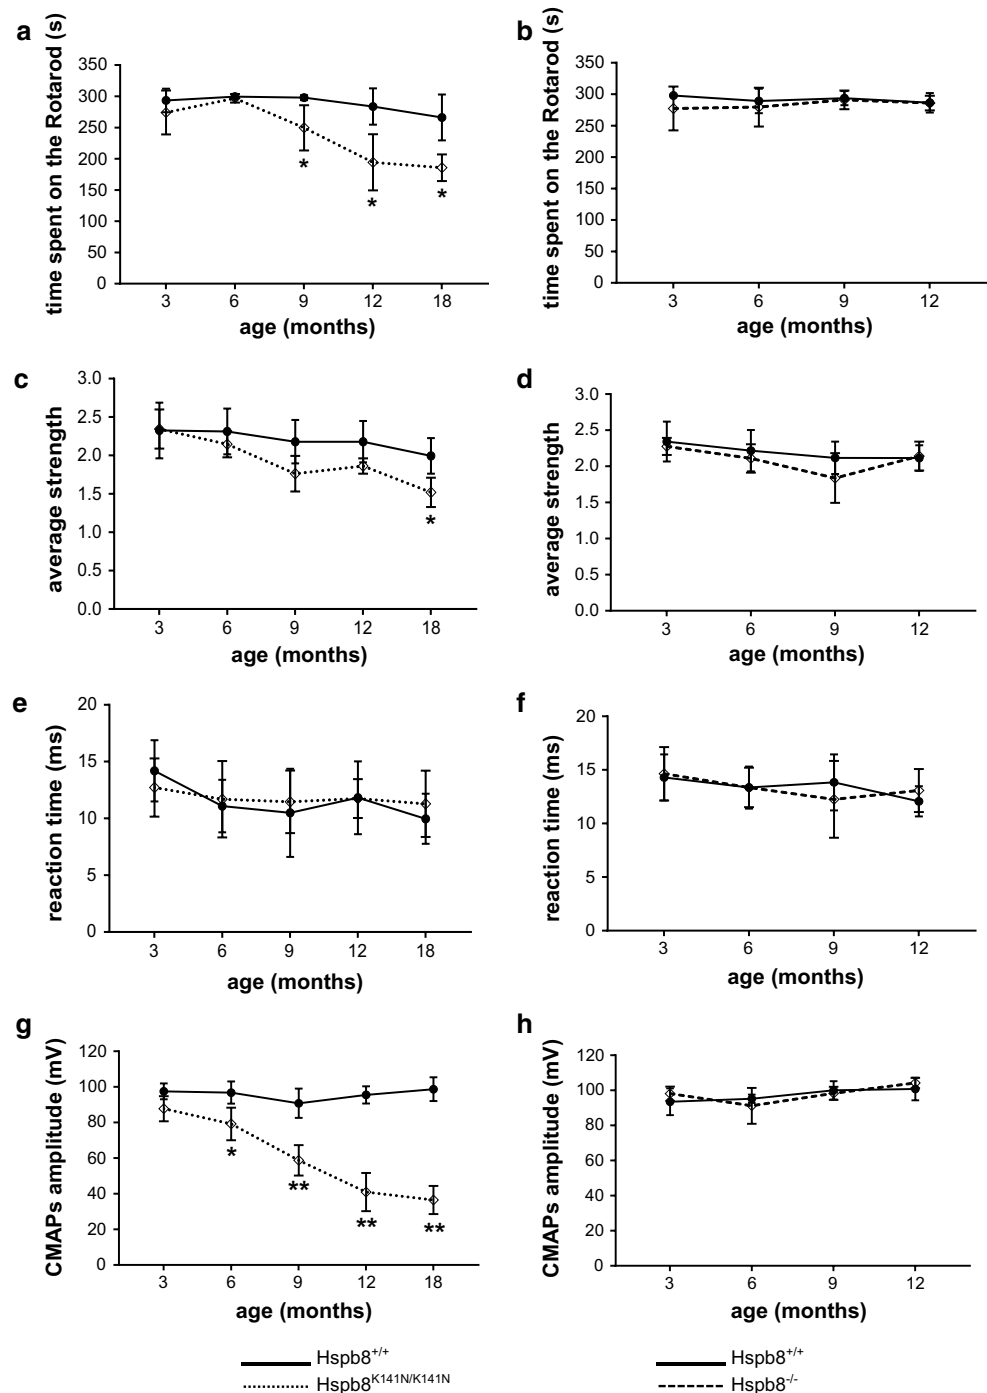 a
time spent on the Rotarod (s)
350
300
250
200
150
100
50
0
* * *
3 6 9 12 18
age (months)
b
time spent on the Rotarod (s)
350
300
250
200
150
100
50
0
3 6 9 12
age (months)
c
average strength
3.0
2.5
2.0
1.5
1.0
0.5
0.0
*
3 6 9 12 18
age (months)
d
average strength
3.0
2.5
2.0
1.5
1.0
0.5
0.0
3 6 9 12
age (months)
e
reaction time (ms)
20
15
10
5
0
3 6 9 12 18
age (months)
f
reaction time (ms)
20
15
10
5
0
3 6 9 12
age (months)
g
CMAPs amplitude (mV)
120
100
80
60
40
20
0
* ** ** **
3 6 9 12 18
age (months)
h
CMAPs amplitude (mV)
120
100
80
60
40
20
0
3 6 9 12
age (months)
Hspb8+/+
Hspb8K141N/K141N
Hspb8+/+
Hspb8-/-